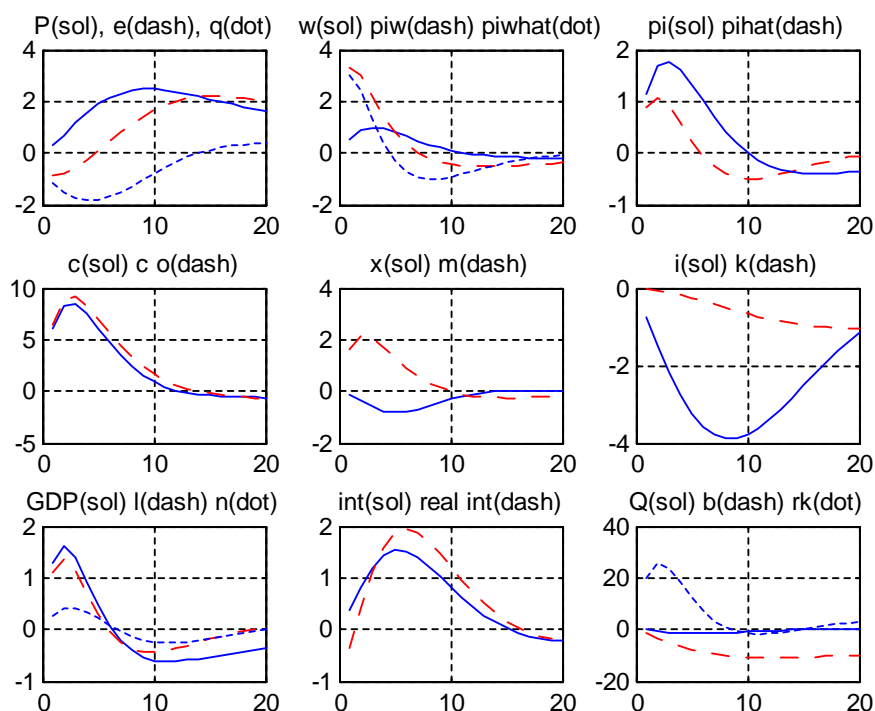 P(sol), e(dash), q(dot)
4
2
0
-2
0 10 20
w(sol) piw(dash) piwhat(dot)
4
2
0
-2
0 10 20
pi(sol) pihat(dash)
2
1
0
-1
0 10 20
c(sol) c o(dash)
10
5
0
-5
0 10 20
x(sol) m(dash)
4
2
0
-2
0 10 20
i(sol) k(dash)
0
-2
-4
0 10 20
GDP(sol) l(dash) n(dot)
2
1
0
-1
0 10 20
int(sol) real int(dash)
2
1
0
-1
0 10 20
Q(sol) b(dash) rk(dot)
40
20
0
-20
0 10 20